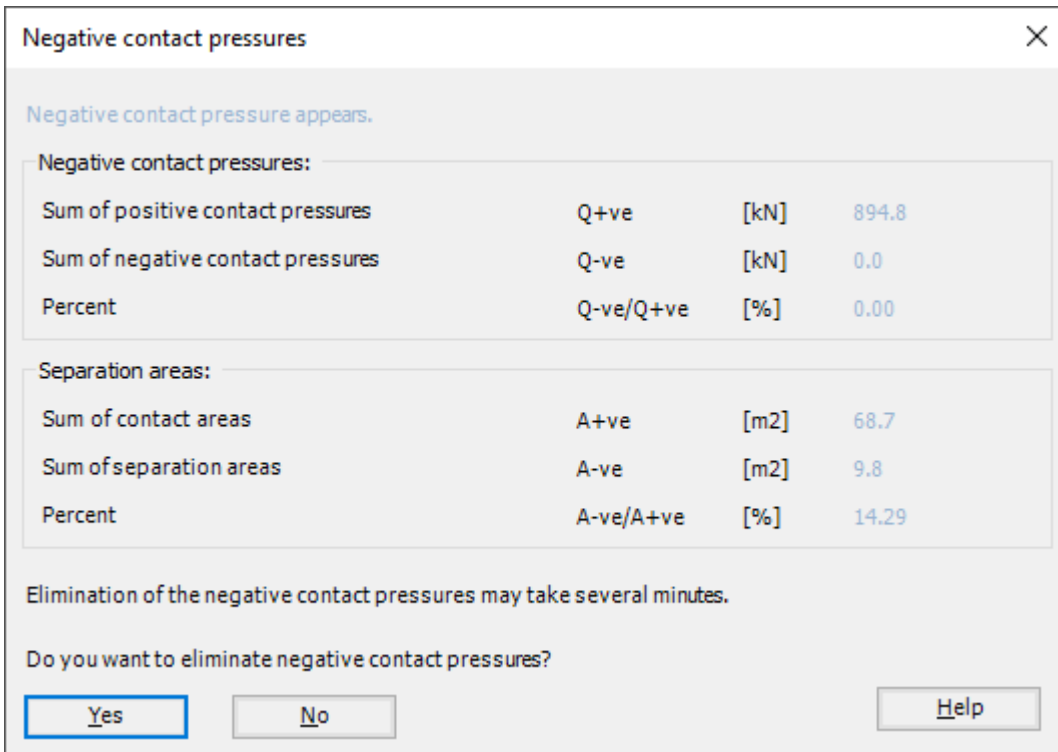 Negative contact pressures
Negative contact pressure appears.
Negative contact pressures:
Sum of positive contact pressures Q+ve [kN] 894.8
Sum of negative contact pressures Q-ve [kN] 0.0
Percent Q-ve/Q+ve [%] 0.00
Separation areas:
Sum of contact areas A+ve [m2] 68.7
Sum of separation areas A-ve [m2] 9.8
Percent A-ve/A+ve [%] 14.29
Elimination of the negative contact pressures may take several minutes.
Do you want to eliminate negative contact pressures?
Yes No Help